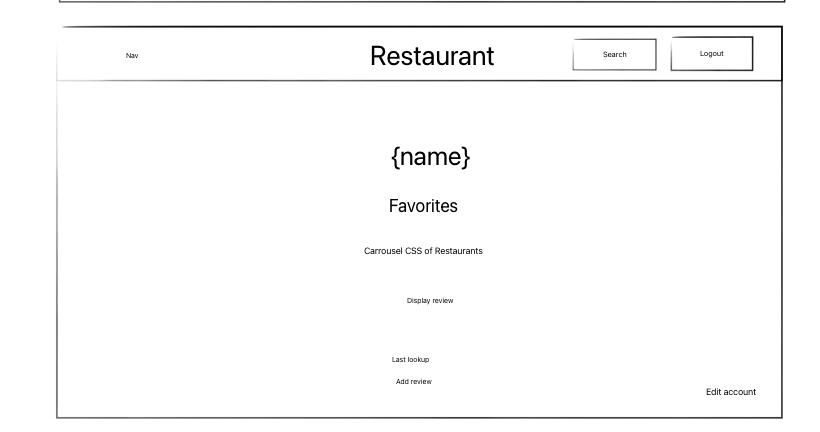 Nav
Restaurant
Search
Logout
{name}
Favorites
Carrousel CSS of Restaurants
Display review
Last lookup
Add review
Edit account